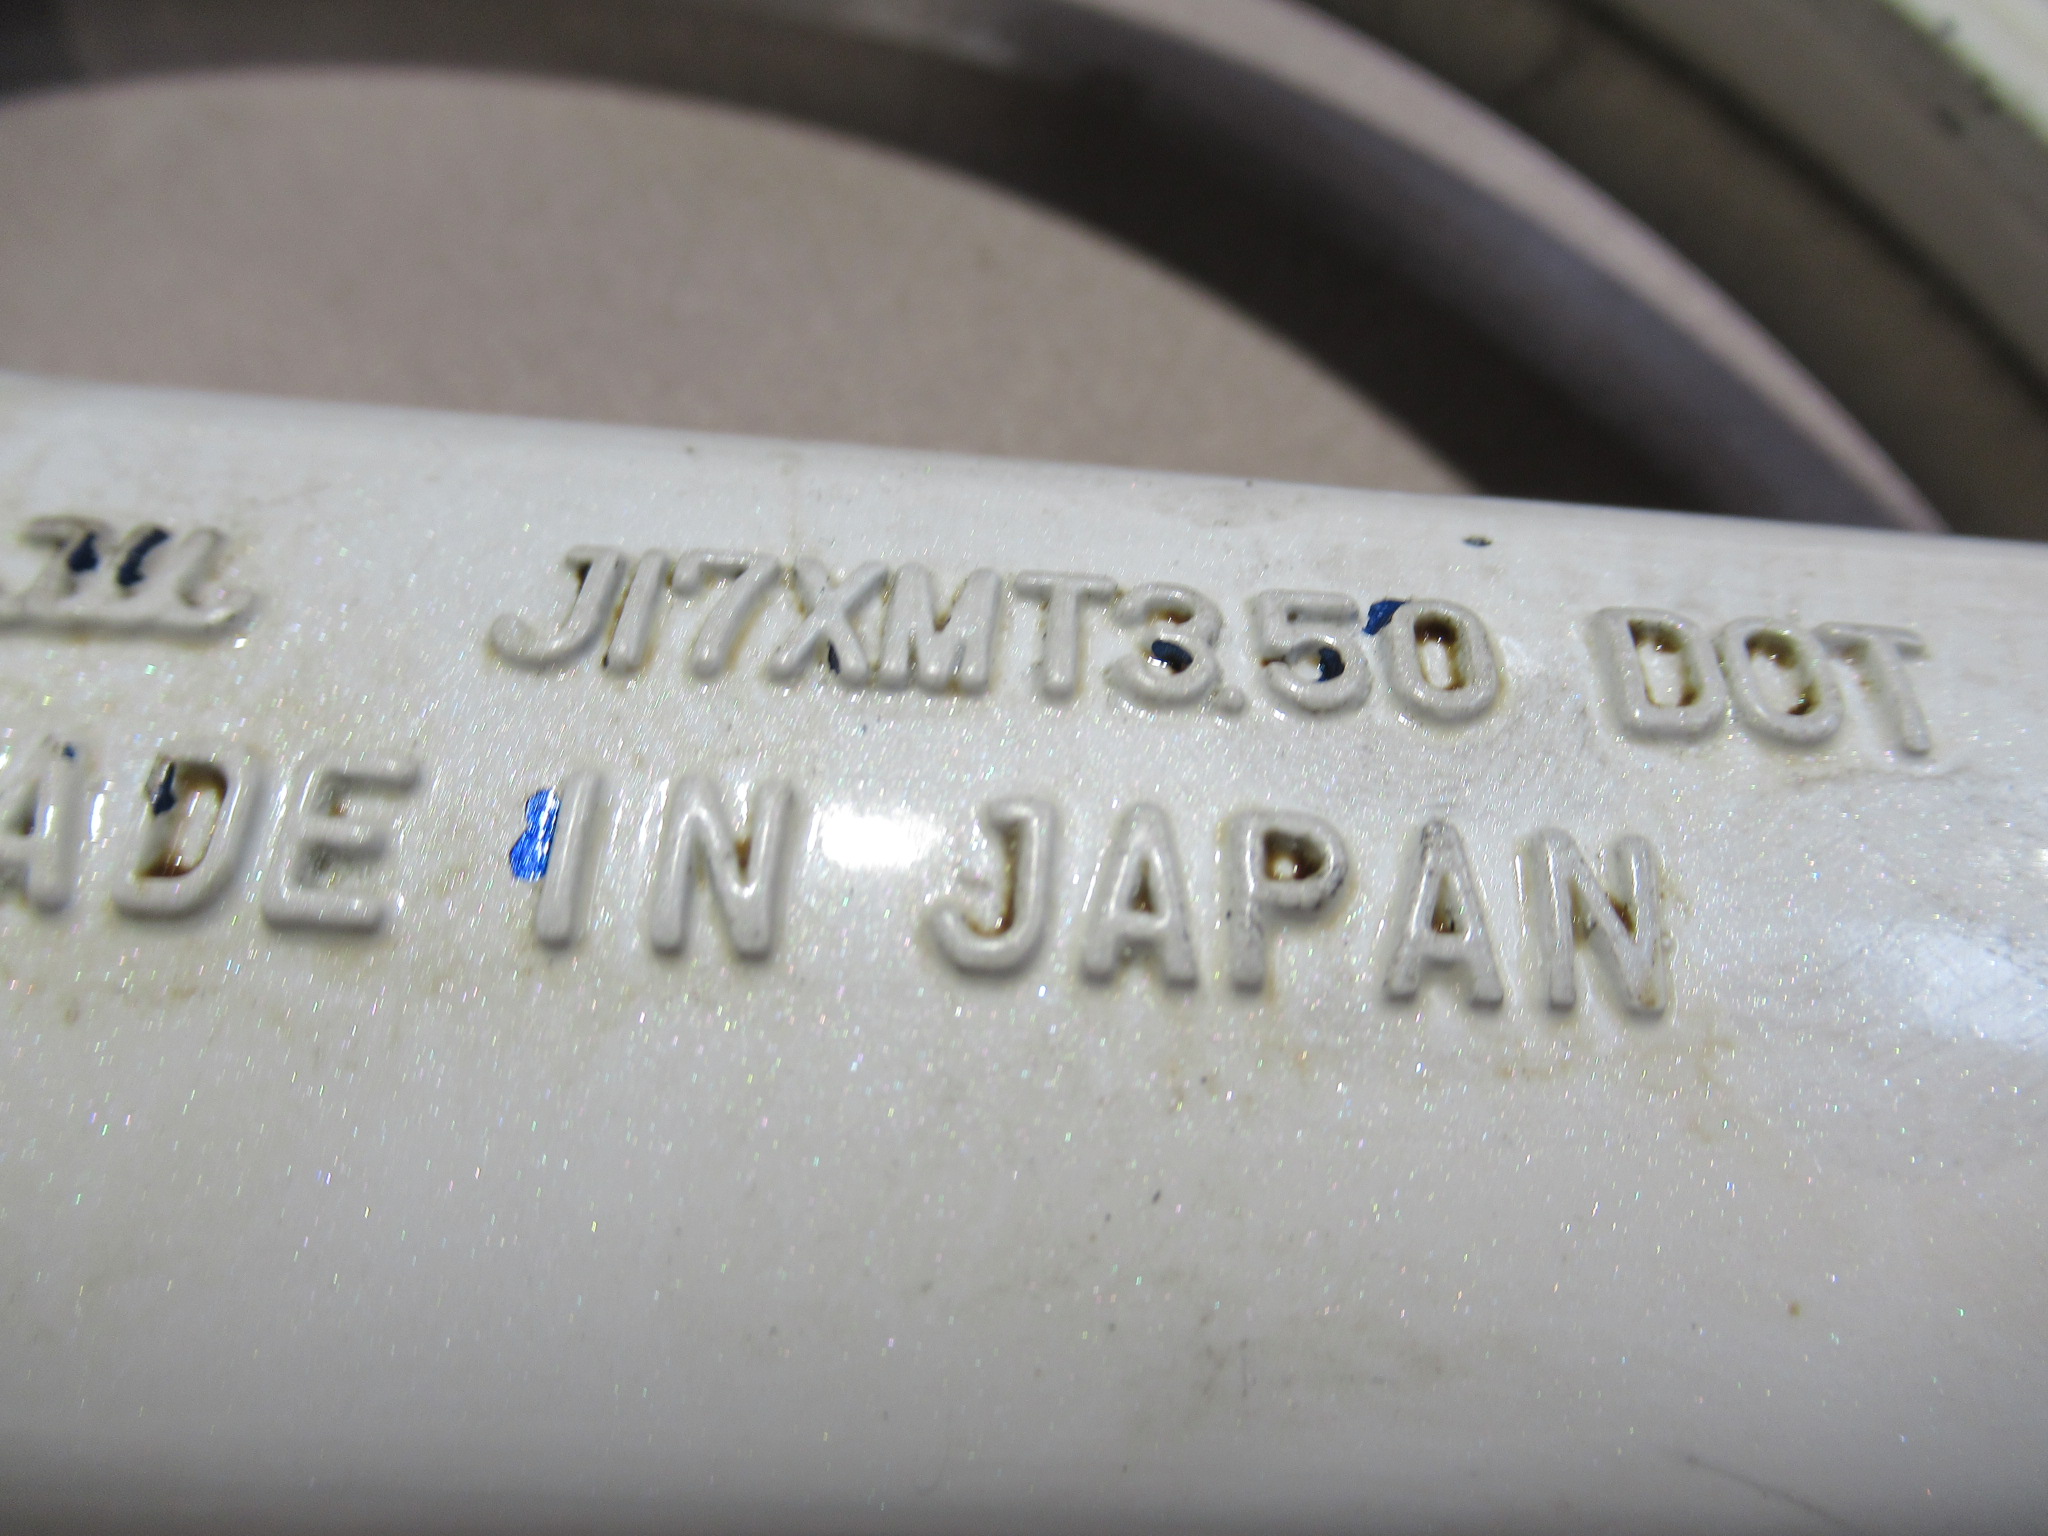 J17XMT3.50 DOT
ADE IN JAPAN